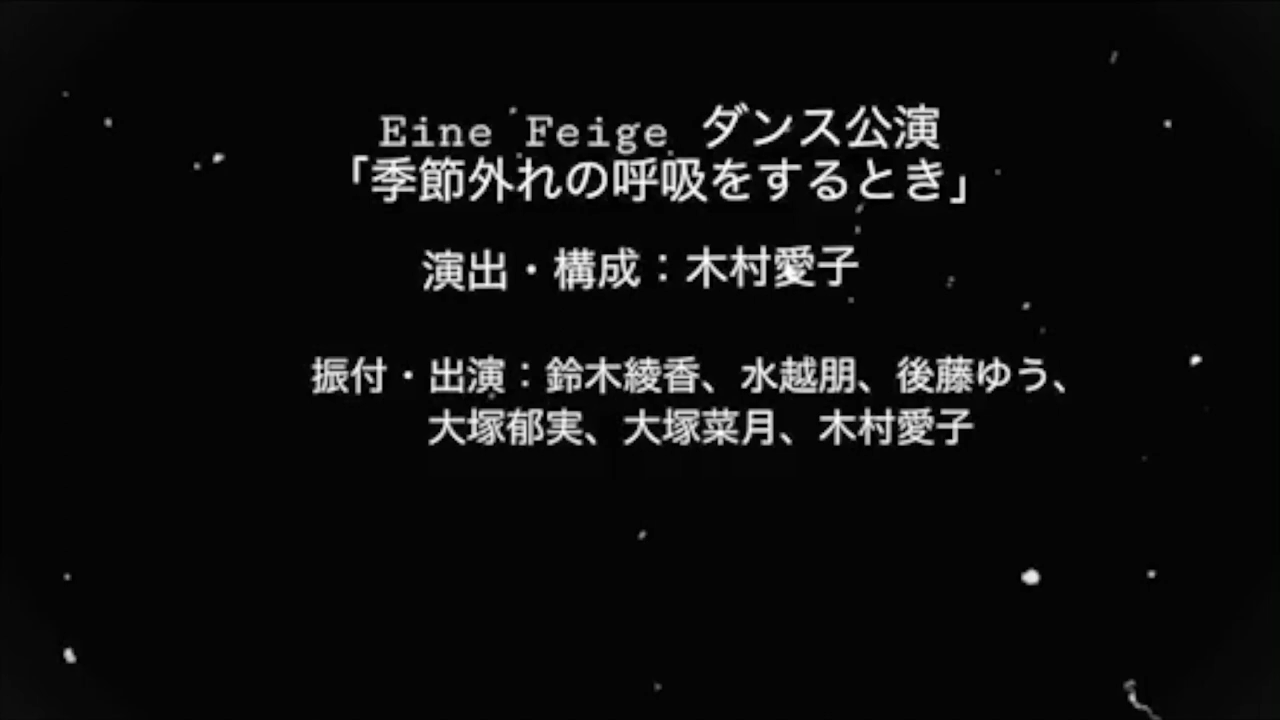 Eine Feige ダンス公演
「季節外れの呼吸をするとき」
演出・構成：木村愛子
振付・出演：鈴木綾香、水越朋、後藤ゆう、
大塚郁実、大塚菜月、木村愛子